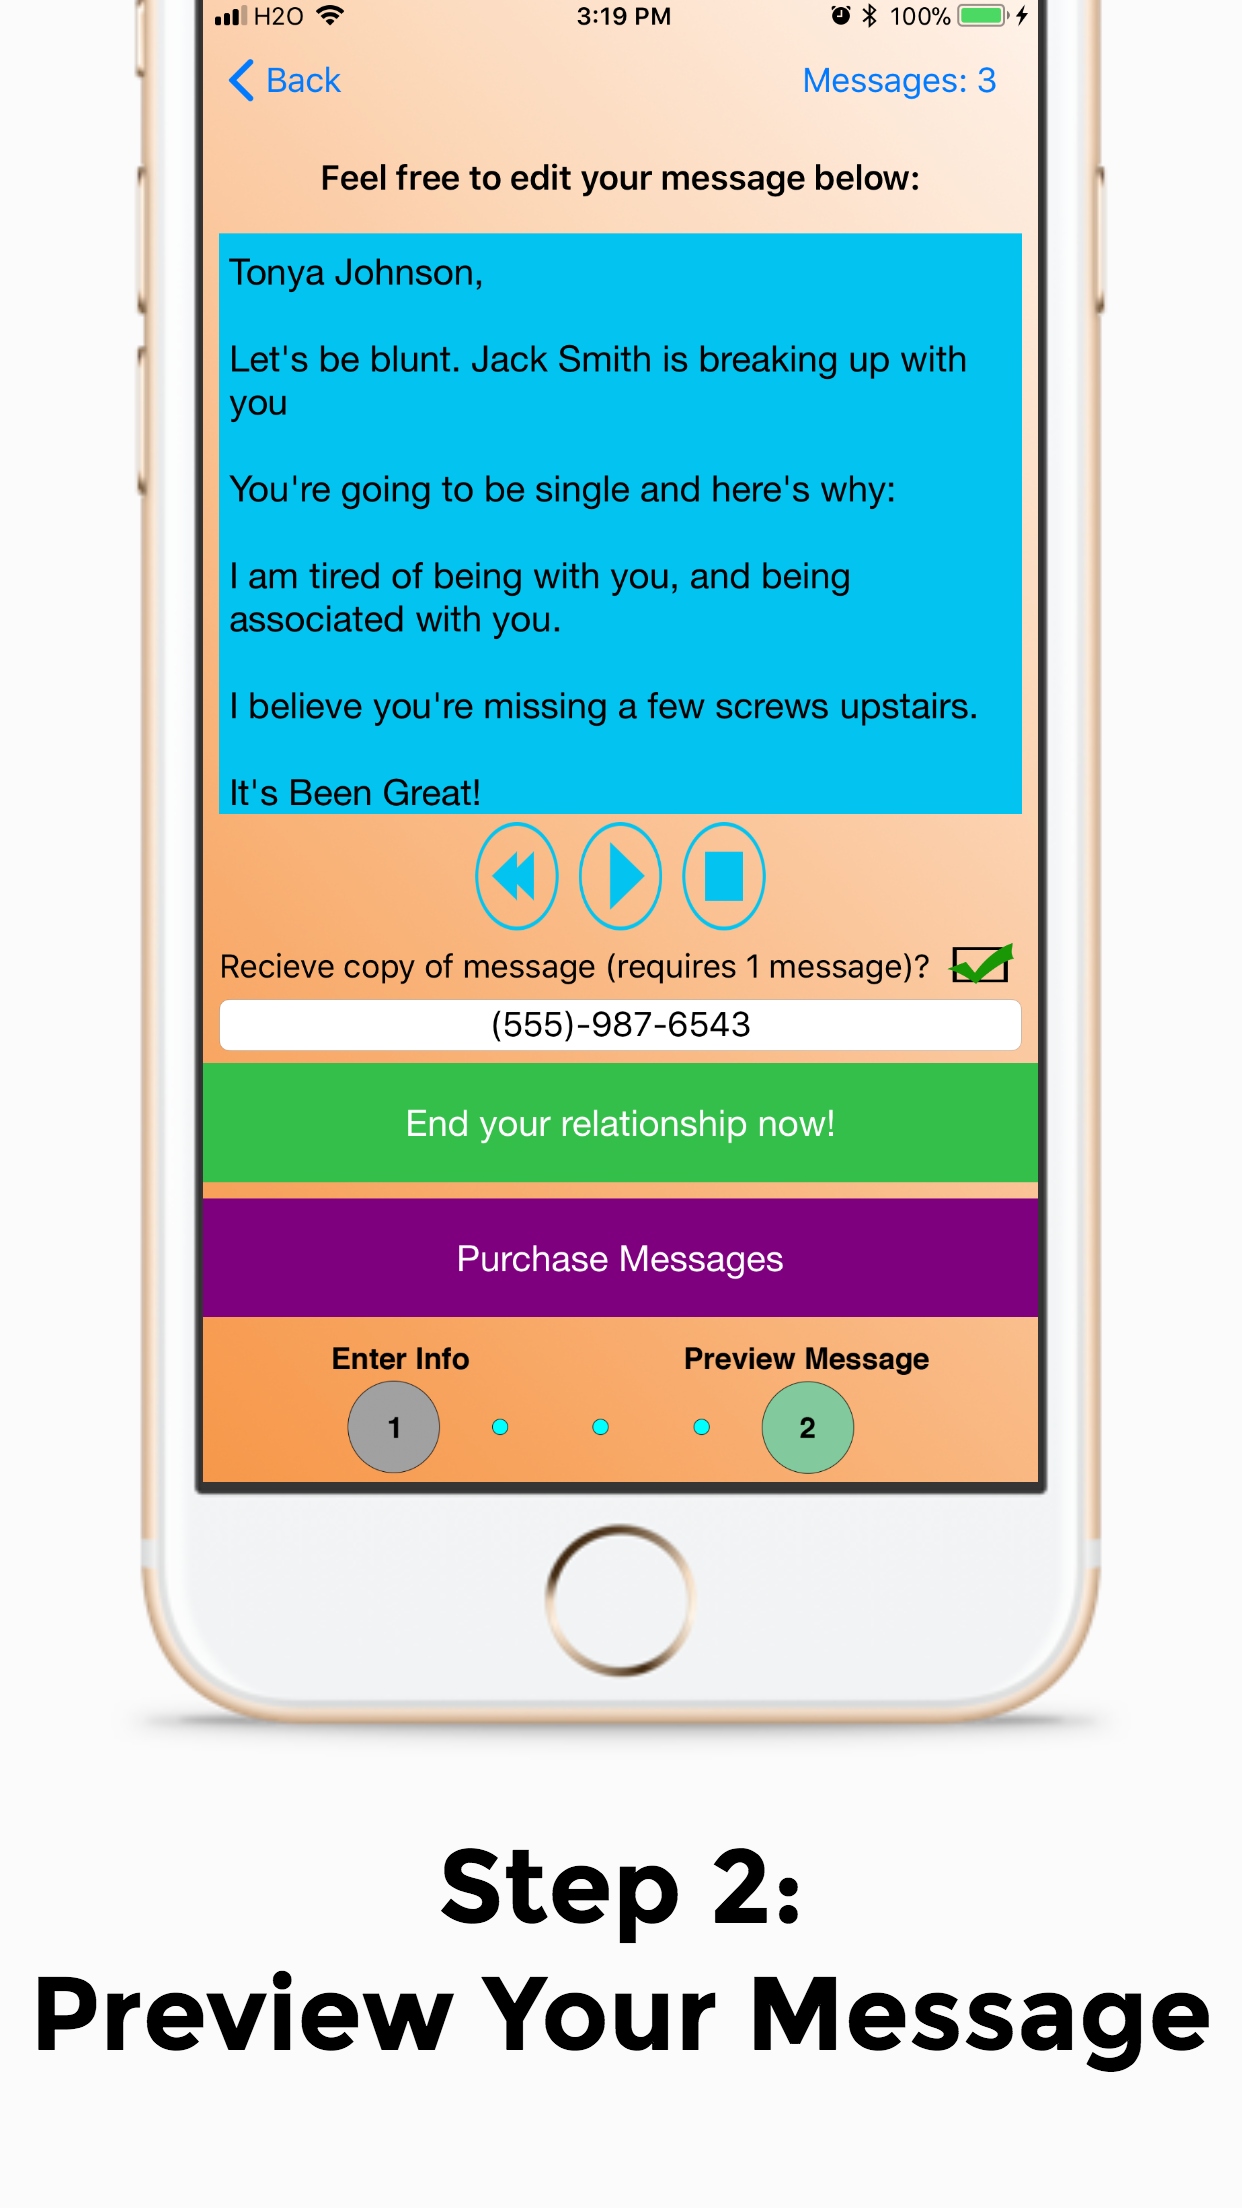 H2O 3:19 PM 100%
Back Messages: 3
Feel free to edit your message below:
Tonya Johnson,
Let's be blunt. Jack Smith is breaking up with
you
You're going to be single and here's why:
I am tired of being with you, and being
associated with you.
I believe you're missing a few screws upstairs.
It's Been Great!
Recieve copy of message (requires 1 message)?
(555)-987-6543
End your relationship now!
Purchase Messages
Enter Info Preview Message
1 2
Step 2:
Preview Your Message